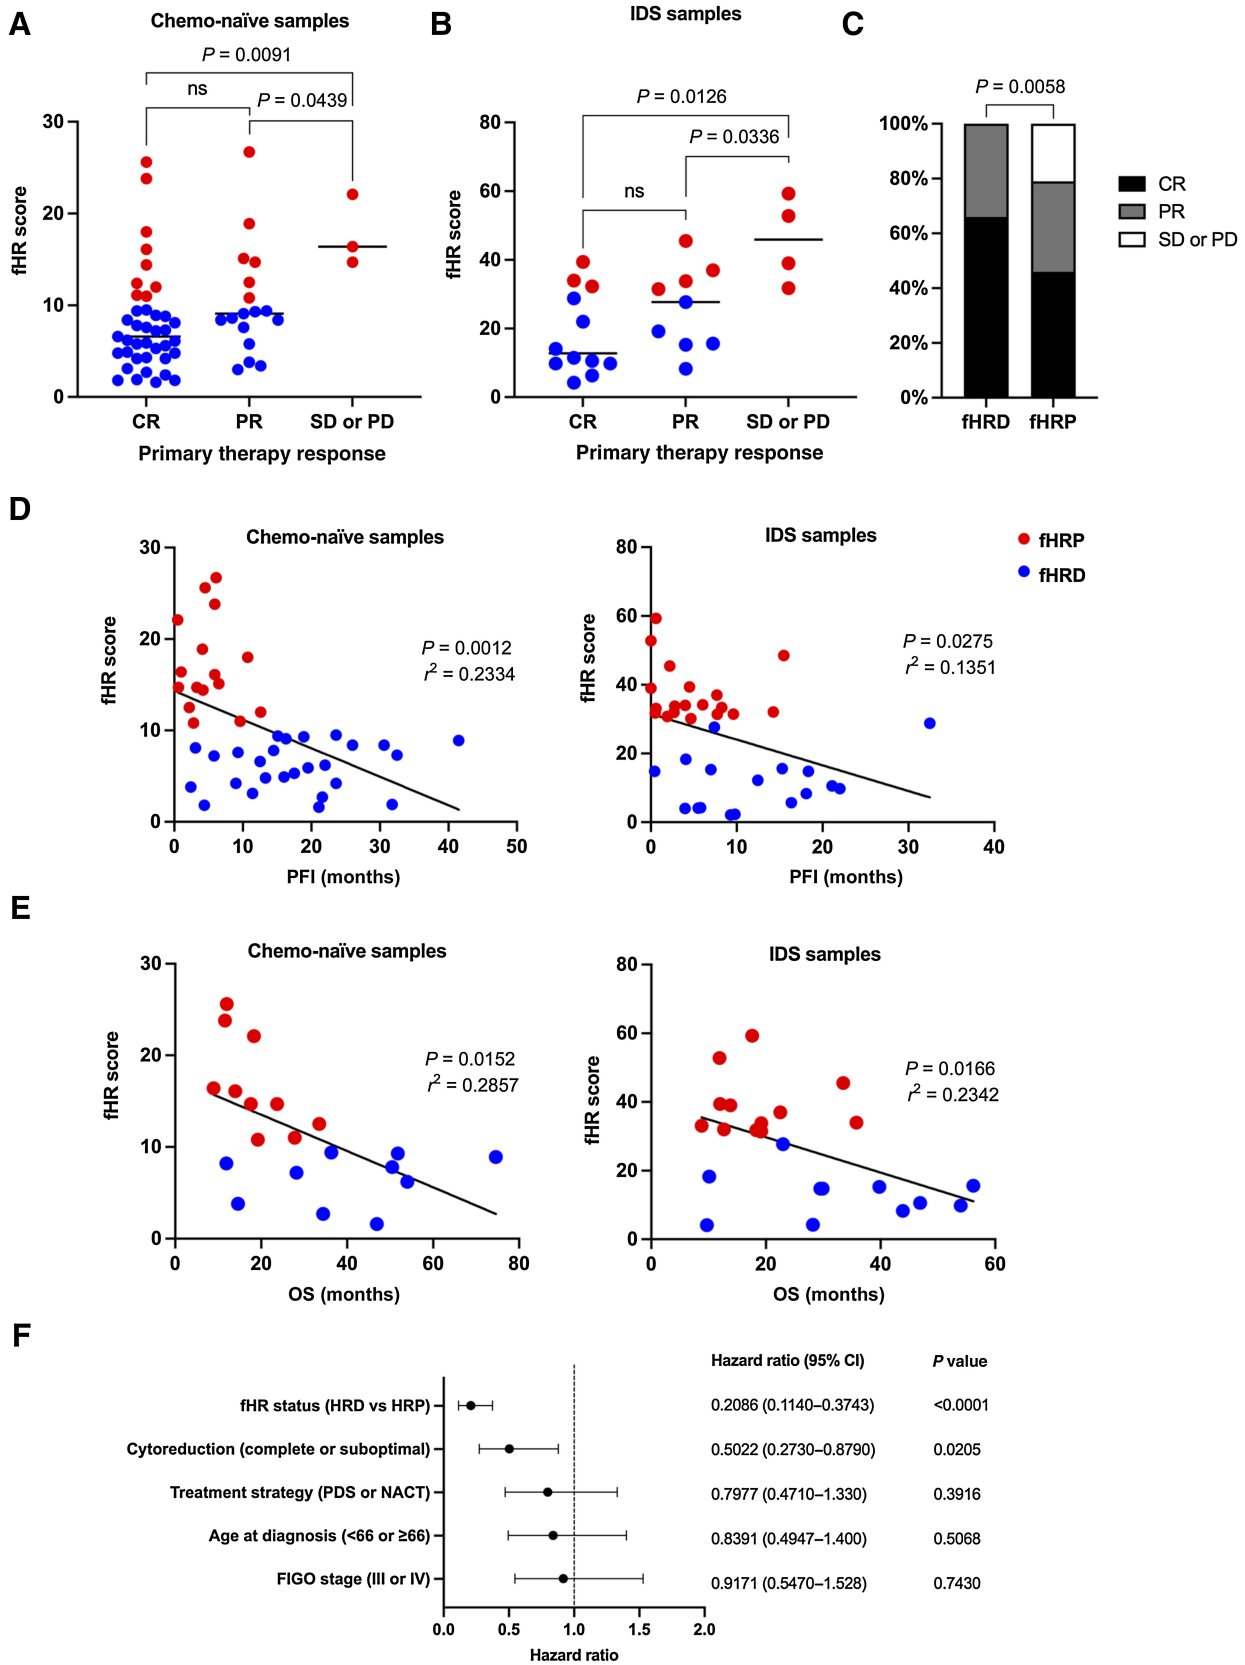 A
Chemo-naïve samples
P = 0.0091
ns
P = 0.0439
30
20
10
0
fHR score
CR
PR
SD or PD
Primary therapy response
B
IDS samples
P = 0.0126
P = 0.0336
ns
80
60
40
20
0
fHR score
CR
PR
SD or PD
Primary therapy response
C
P = 0.0058
100%
80%
60%
40%
20%
0%
fHRD
fHRP
CR
PR
SD or PD
D
Chemo-naïve samples
30
20
10
0
fHR score
P = 0.0012
r² = 0.2334
0
10
20
30
40
50
PFI (months)
IDS samples
80
60
40
20
0
fHR score
P = 0.0275
r² = 0.1351
0
10
20
30
40
PFI (months)
fHRP
fHRD
E
Chemo-naïve samples
30
20
10
0
fHR score
P = 0.0152
r² = 0.2857
0
20
40
60
80
OS (months)
IDS samples
80
60
40
20
0
fHR score
P = 0.0166
r² = 0.2342
0
20
40
60
OS (months)
F
Hazard ratio (95% CI)
P value
fHR status (HRD vs HRP)
0.2086 (0.1140–0.3743)
<0.0001
Cytoreduction (complete or suboptimal)
0.5022 (0.2730–0.8790)
0.0205
Treatment strategy (PDS or NACT)
0.7977 (0.4710–1.330)
0.3916
Age at diagnosis (<66 or ≥66)
0.8391 (0.4947–1.400)
0.5068
FIGO stage (III or IV)
0.9171 (0.5470–1.528)
0.7430
0.0
0.5
1.0
1.5
2.0
Hazard ratio